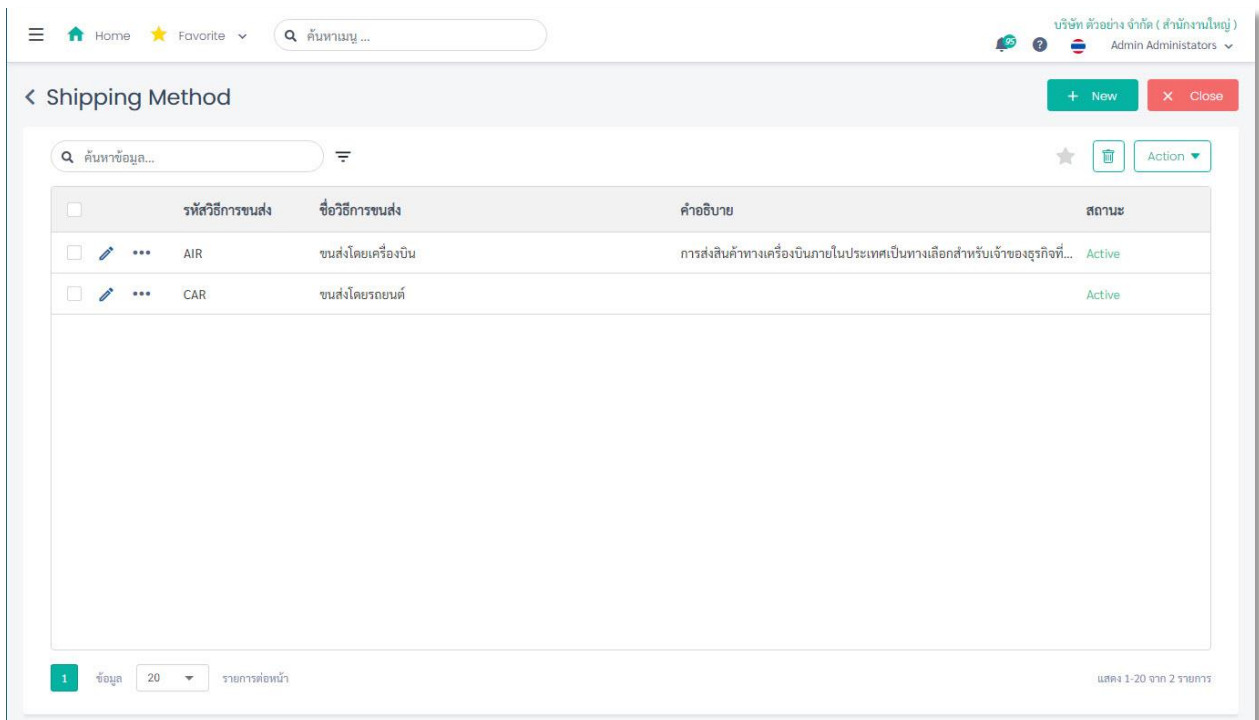 บริษัท ตัวอย่าง จำกัด ( สำนักงานใหญ่ )
Home Favorite ค้นหาเมนู ... 95 ? Admin Administators
Shipping Method + New × Close
ค้นหาข้อมูล... Action
รหัสวิธีการขนส่ง ชื่อวิธีการขนส่ง คำอธิบาย สถานะ
AIR ขนส่งโดยเครื่องบิน การส่งสินค้าทางเครื่องบินภายในประเทศเป็นทางเลือกสำหรับเจ้าของธุรกิจที่... Active
CAR ขนส่งโดยรถยนต์ Active
1 ข้อมูล 20 รายการต่อหน้า แสดง 1-20 จาก 2 รายการ